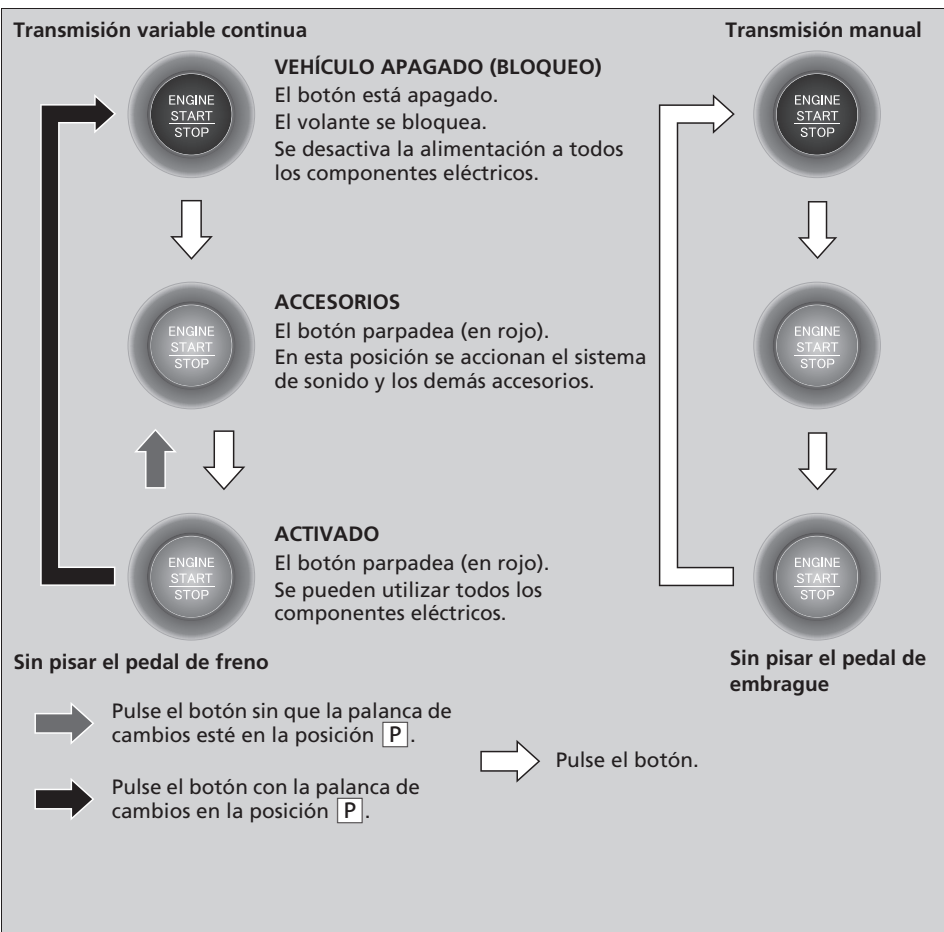 Transmisión variable continua
Transmisión manual
ENGINE
START
STOP
VEHÍCULO APAGADO (BLOQUEO)
El botón está apagado.
El volante se bloquea.
Se desactiva la alimentación a todos
los componentes eléctricos.
ENGINE
START
STOP
ENGINE
START
STOP
ACCESORIOS
El botón parpadea (en rojo).
En esta posición se accionan el sistema
de sonido y los demás accesorios.
ENGINE
START
STOP
ENGINE
START
STOP
ACTIVADO
El botón parpadea (en rojo).
Se pueden utilizar todos los
componentes eléctricos.
ENGINE
START
STOP
Sin pisar el pedal de freno
Sin pisar el pedal de
embrague
Pulse el botón sin que la palanca de
cambios esté en la posición P.
Pulse el botón.
Pulse el botón con la palanca de
cambios en la posición P.